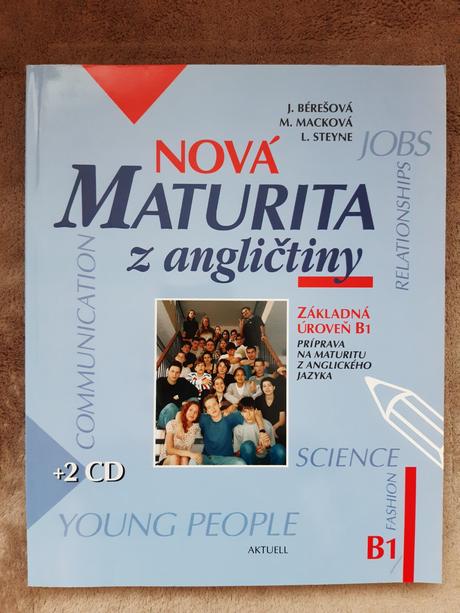 J. BÉREŠOVÁ
M. MACKOVÁ
L. STEYNE
JOBS
NOVÁ
MATURITA
z angličtiny
RELATIONSHIPS
COMMUNICATION
ZÁKLADNÁ
ÚROVEŇ B1
PRÍPRAVA
NA MATURITU
Z ANGLICKÉHO
JAZYKA
+2 CD
SCIENCE
FASHION
YOUNG PEOPLE
AKTUELL
B1